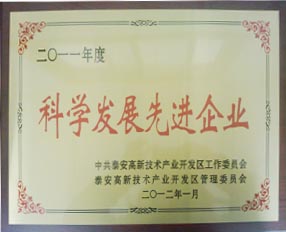 二〇一一年度
科学发展先进企业
中共泰安高新技术产业开发区工作委员会
泰安高新技术产业开发区管理委员会
二〇一二年一月